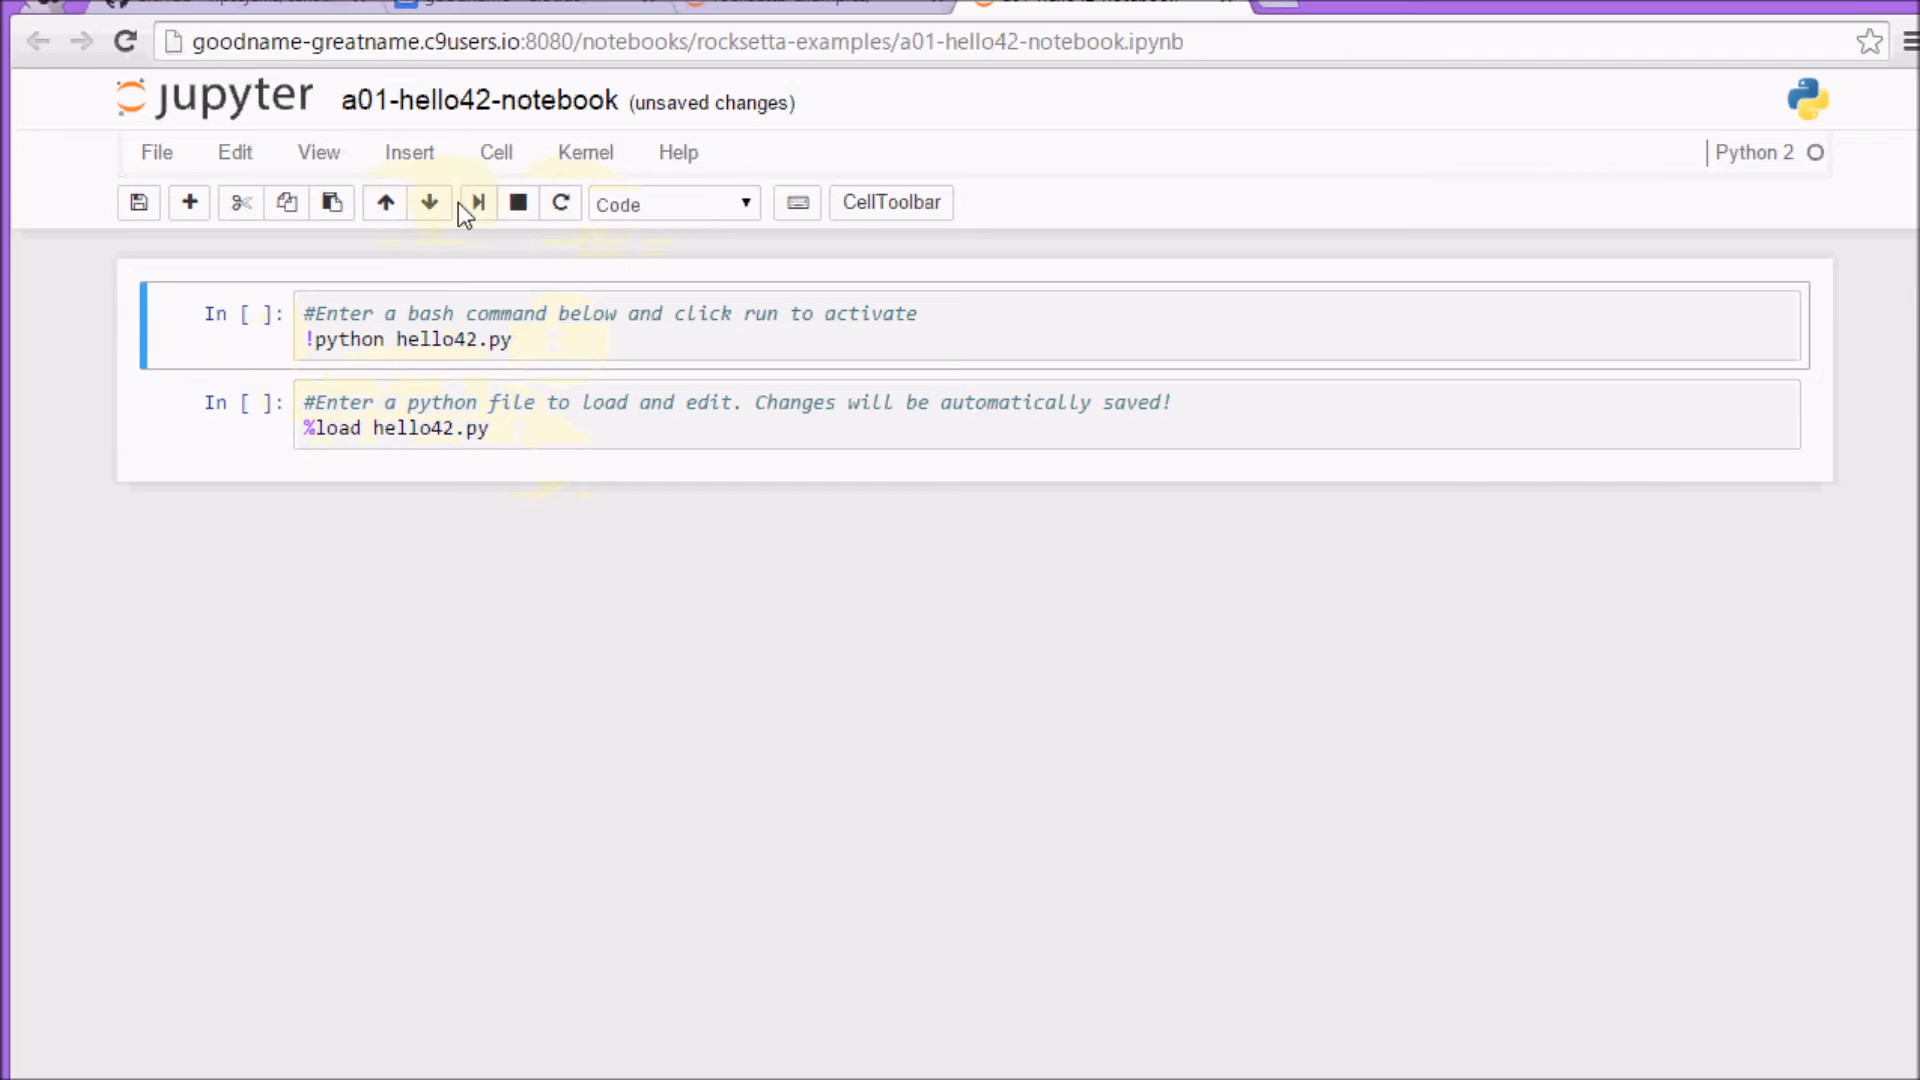 goodname-greatname.c9users.io:8080/notebooks/rocksetta-examples/a01-hello42-notebook.ipynb
jupyter a01-hello42-notebook (unsaved changes)
File Edit View Insert Cell Kernel Help Python 2
Code CellToolbar
In [ ]: #Enter a bash command below and click run to activate
!python hello42.py
In [ ]: #Enter a python file to load and edit. Changes will be automatically saved!
%load hello42.py